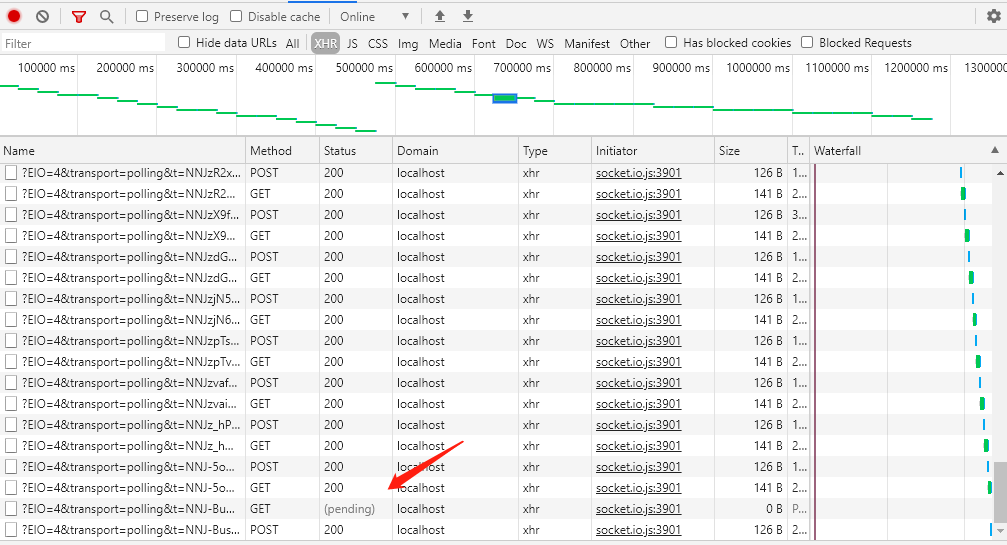 Preserve log Disable cache Online
Filter Hide data URLs All XHR JS CSS Img Media Font Doc WS Manifest Other Has blocked cookies Blocked Requests
100000 ms 200000 ms 300000 ms 400000 ms 500000 ms 600000 ms 700000 ms 800000 ms 900000 ms 1000000 ms 1100000 ms 1200000 ms 130000
Name Method Status Domain Type Initiator Size T.. Waterfall
?EIO=4&transport=polling&t=NNJzR2x... POST 200 localhost xhr socket.io.js:3901 126 B 1...
?EIO=4&transport=polling&t=NNJzR2... GET 200 localhost xhr socket.io.js:3901 141 B 2...
?EIO=4&transport=polling&t=NNJzX9f... POST 200 localhost xhr socket.io.js:3901 126 B 3...
?EIO=4&transport=polling&t=NNJzX9... GET 200 localhost xhr socket.io.js:3901 141 B 2...
?EIO=4&transport=polling&t=NNJzdG... POST 200 localhost xhr socket.io.js:3901 126 B 1...
?EIO=4&transport=polling&t=NNJzdG... GET 200 localhost xhr socket.io.js:3901 141 B 2...
?EIO=4&transport=polling&t=NNJzjN5... POST 200 localhost xhr socket.io.js:3901 126 B 1...
?EIO=4&transport=polling&t=NNJzjN6... GET 200 localhost xhr socket.io.js:3901 141 B 2...
?EIO=4&transport=polling&t=NNJzpTs... POST 200 localhost xhr socket.io.js:3901 126 B 1...
?EIO=4&transport=polling&t=NNJzpTv... GET 200 localhost xhr socket.io.js:3901 141 B 2...
?EIO=4&transport=polling&t=NNJzvaf... POST 200 localhost xhr socket.io.js:3901 126 B 1...
?EIO=4&transport=polling&t=NNJzvai... GET 200 localhost xhr socket.io.js:3901 141 B 2...
?EIO=4&transport=polling&t=NNJz_hP... POST 200 localhost xhr socket.io.js:3901 126 B 1...
?EIO=4&transport=polling&t=NNJz_h... GET 200 localhost xhr socket.io.js:3901 141 B 2...
?EIO=4&transport=polling&t=NNJ-5o... POST 200 localhost xhr socket.io.js:3901 126 B 1...
?EIO=4&transport=polling&t=NNJ-5o... GET 200 localhost xhr socket.io.js:3901 141 B 2...
?EIO=4&transport=polling&t=NNJ-Bu... GET (pending) localhost xhr socket.io.js:3901 0 B P...
?EIO=4&transport=polling&t=NNJ-Bus... POST 200 localhost xhr socket.io.js:3901 126 B 2...